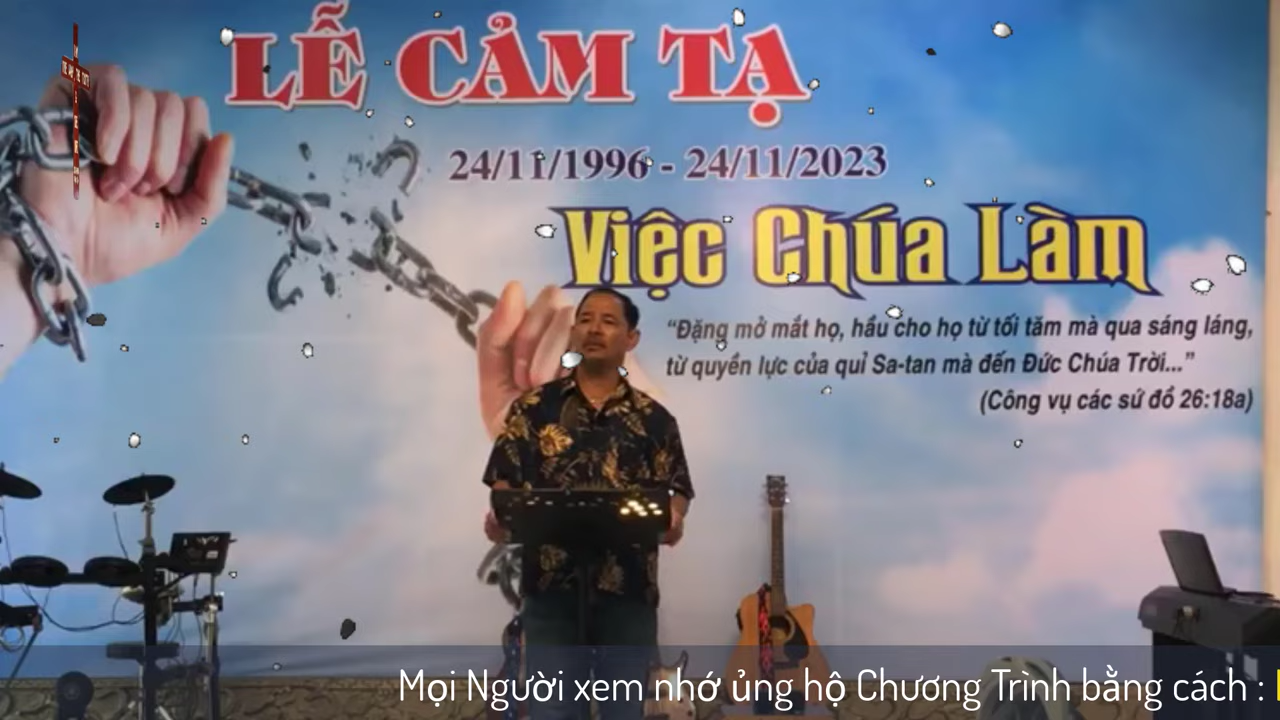 LỄ CẢM TẠ
24/11/1996 - 24/11/2023
Việc Chúa Làm
“Đặng mở mắt họ, hầu cho họ từ tối tăm mà qua sáng láng,
từ quyền lực của quỉ Sa-tan mà đến Đức Chúa Trời...”
(Công vụ các sứ đồ 26:18a)
Mọi Người xem nhớ ủng hộ Chương Trình bằng cách :